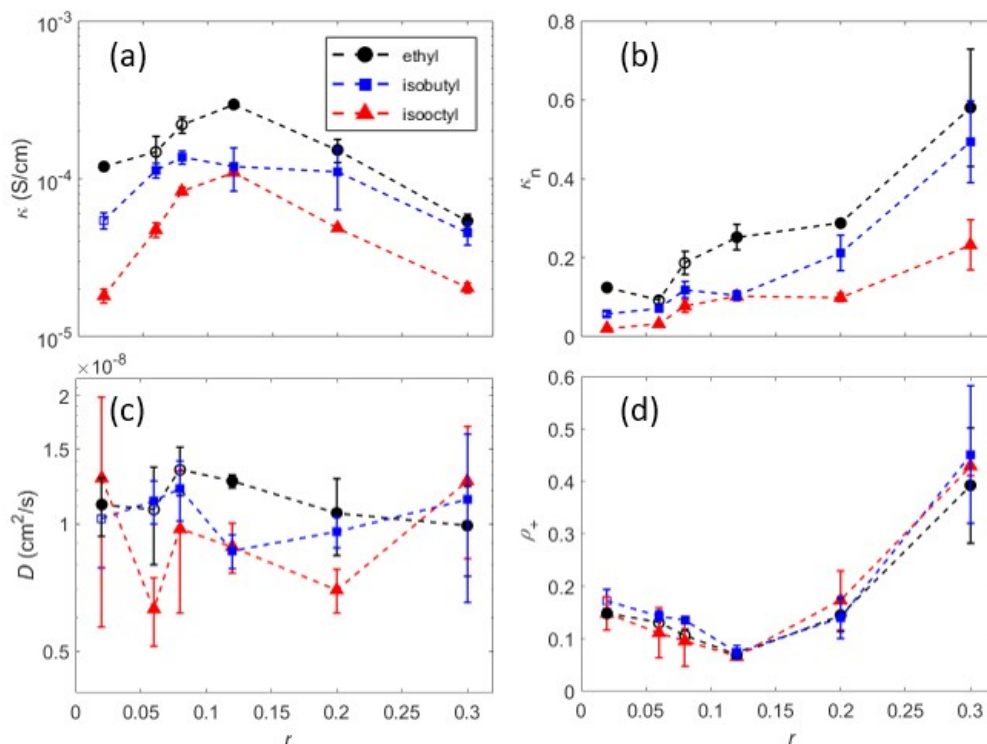 10⁻³
(a)
ethyl
isobutyl
isooctyl
κ (S/cm)
10⁻⁴
10⁻⁵
0.8
(b)
0.6
κₙ
0.4
0.2
0
×10⁻⁸
2
(c)
1.5
D (cm²/s)
1
0.5
0 0.05 0.1 0.15 0.2 0.25 0.3
r
0.6
(d)
0.5
0.4
ρ₊
0.3
0.2
0.1
0
0 0.05 0.1 0.15 0.2 0.25 0.3
r